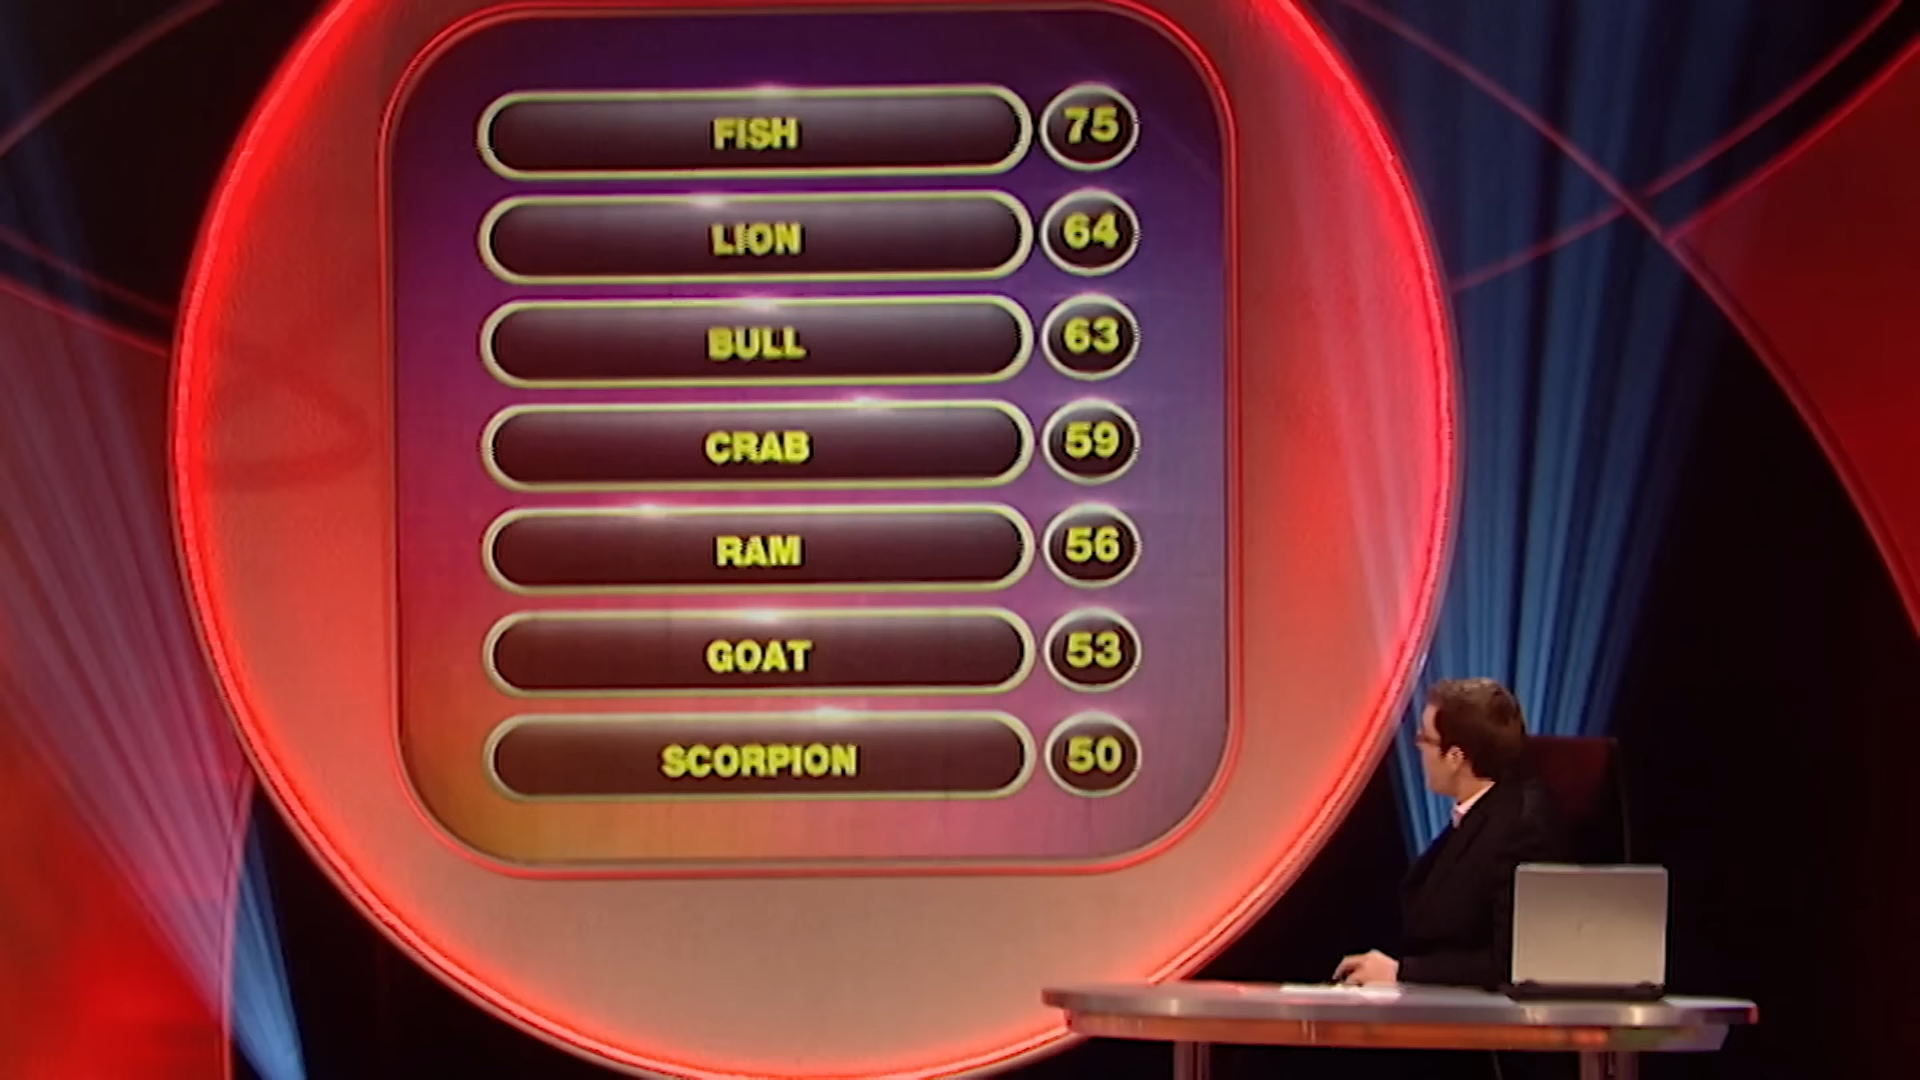 FISH 75
LION 64
BULL 63
CRAB 59
RAM 56
GOAT 53
SCORPION 50